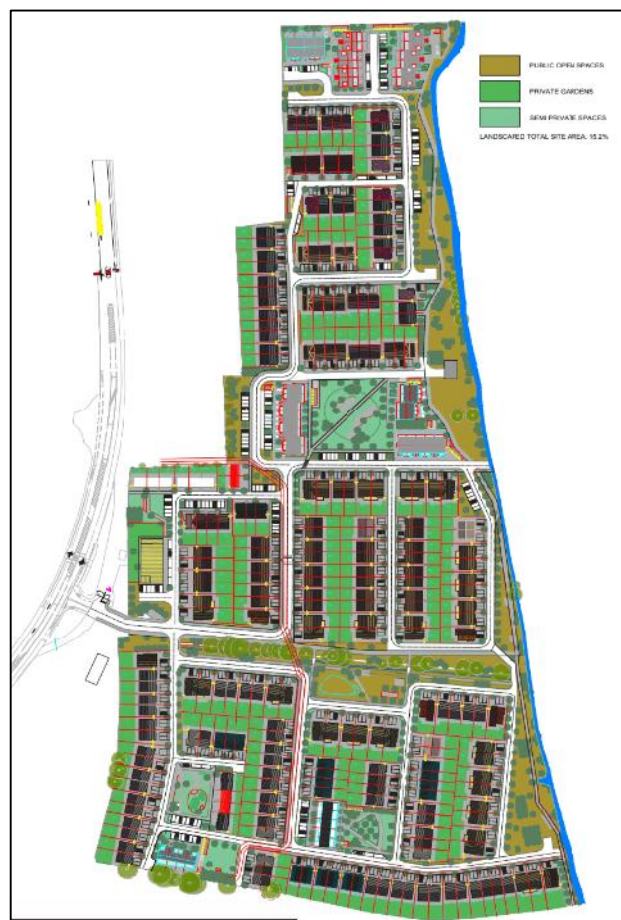 PUBLIC OPEN SPACES
PRIVATE GARDENS
SEMI PRIVATE SPACES
LANDSCAPED TOTAL SITE AREA: 15.2%